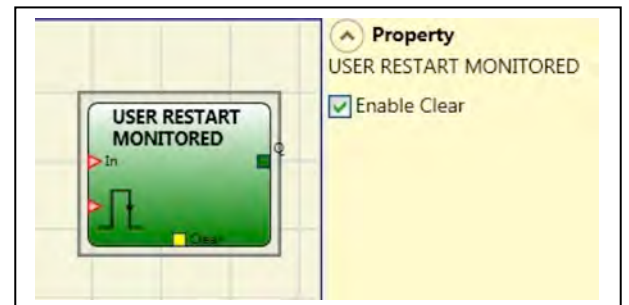 USER RESTART
MONITORED
In
Q
Clear
Property
USER RESTART MONITORED
Enable Clear